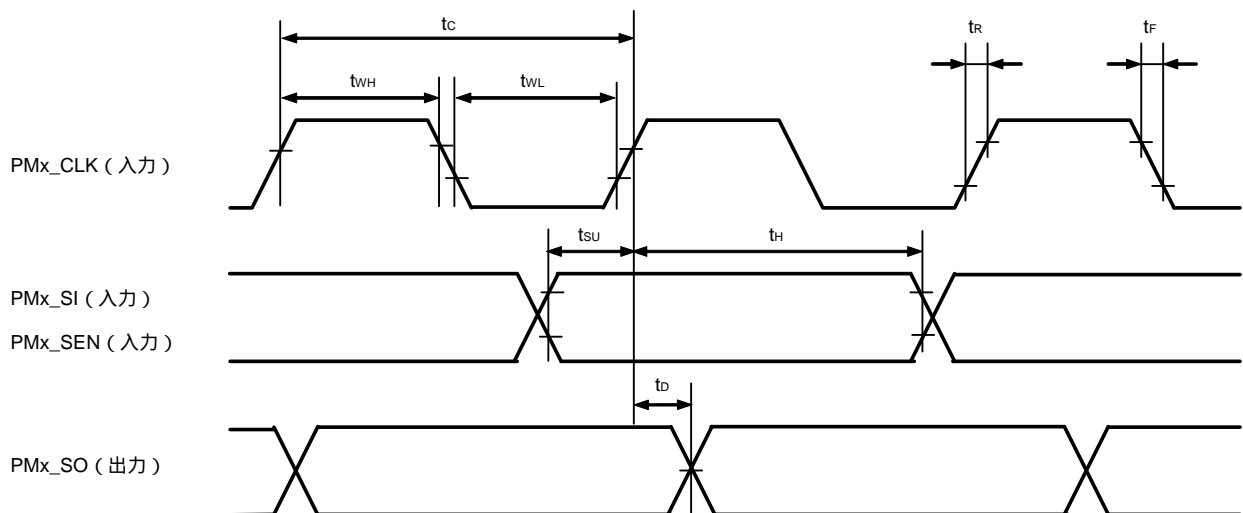 tC
tR
tF
tWH
tWL
PMx_CLK（入力）
tSU
tH
PMx_SI（入力）
PMx_SEN（入力）
tD
PMx_SO（出力）